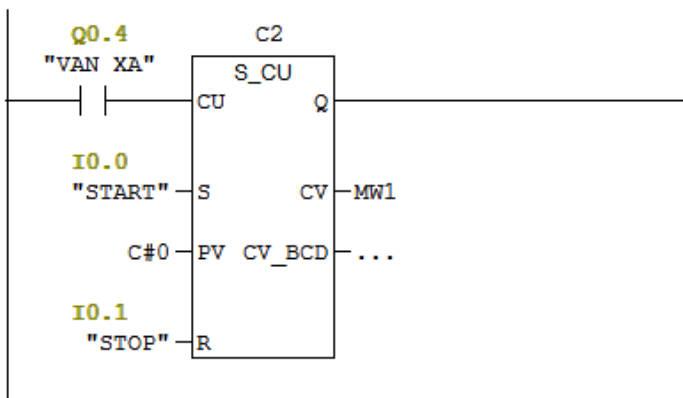 Q0.4 C2
"VAN XA" S_CU
CU Q
I0.0
"START" S CV MW1
C#0 PV CV_BCD ...
I0.1
"STOP" R